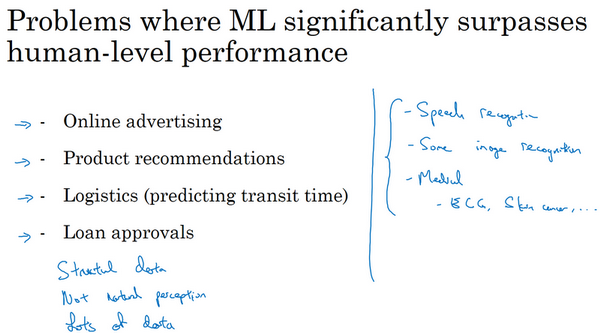 Problems where ML significantly surpasses
human-level performance
→ - Online advertising
→ - Product recommendations
→ - Logistics (predicting transit time)
→ - Loan approvals
Structural data
Not natural perception
Lots of data
- Speech recognition
- Some image recognition
- Medical
- ECG, Skin cancer, ...